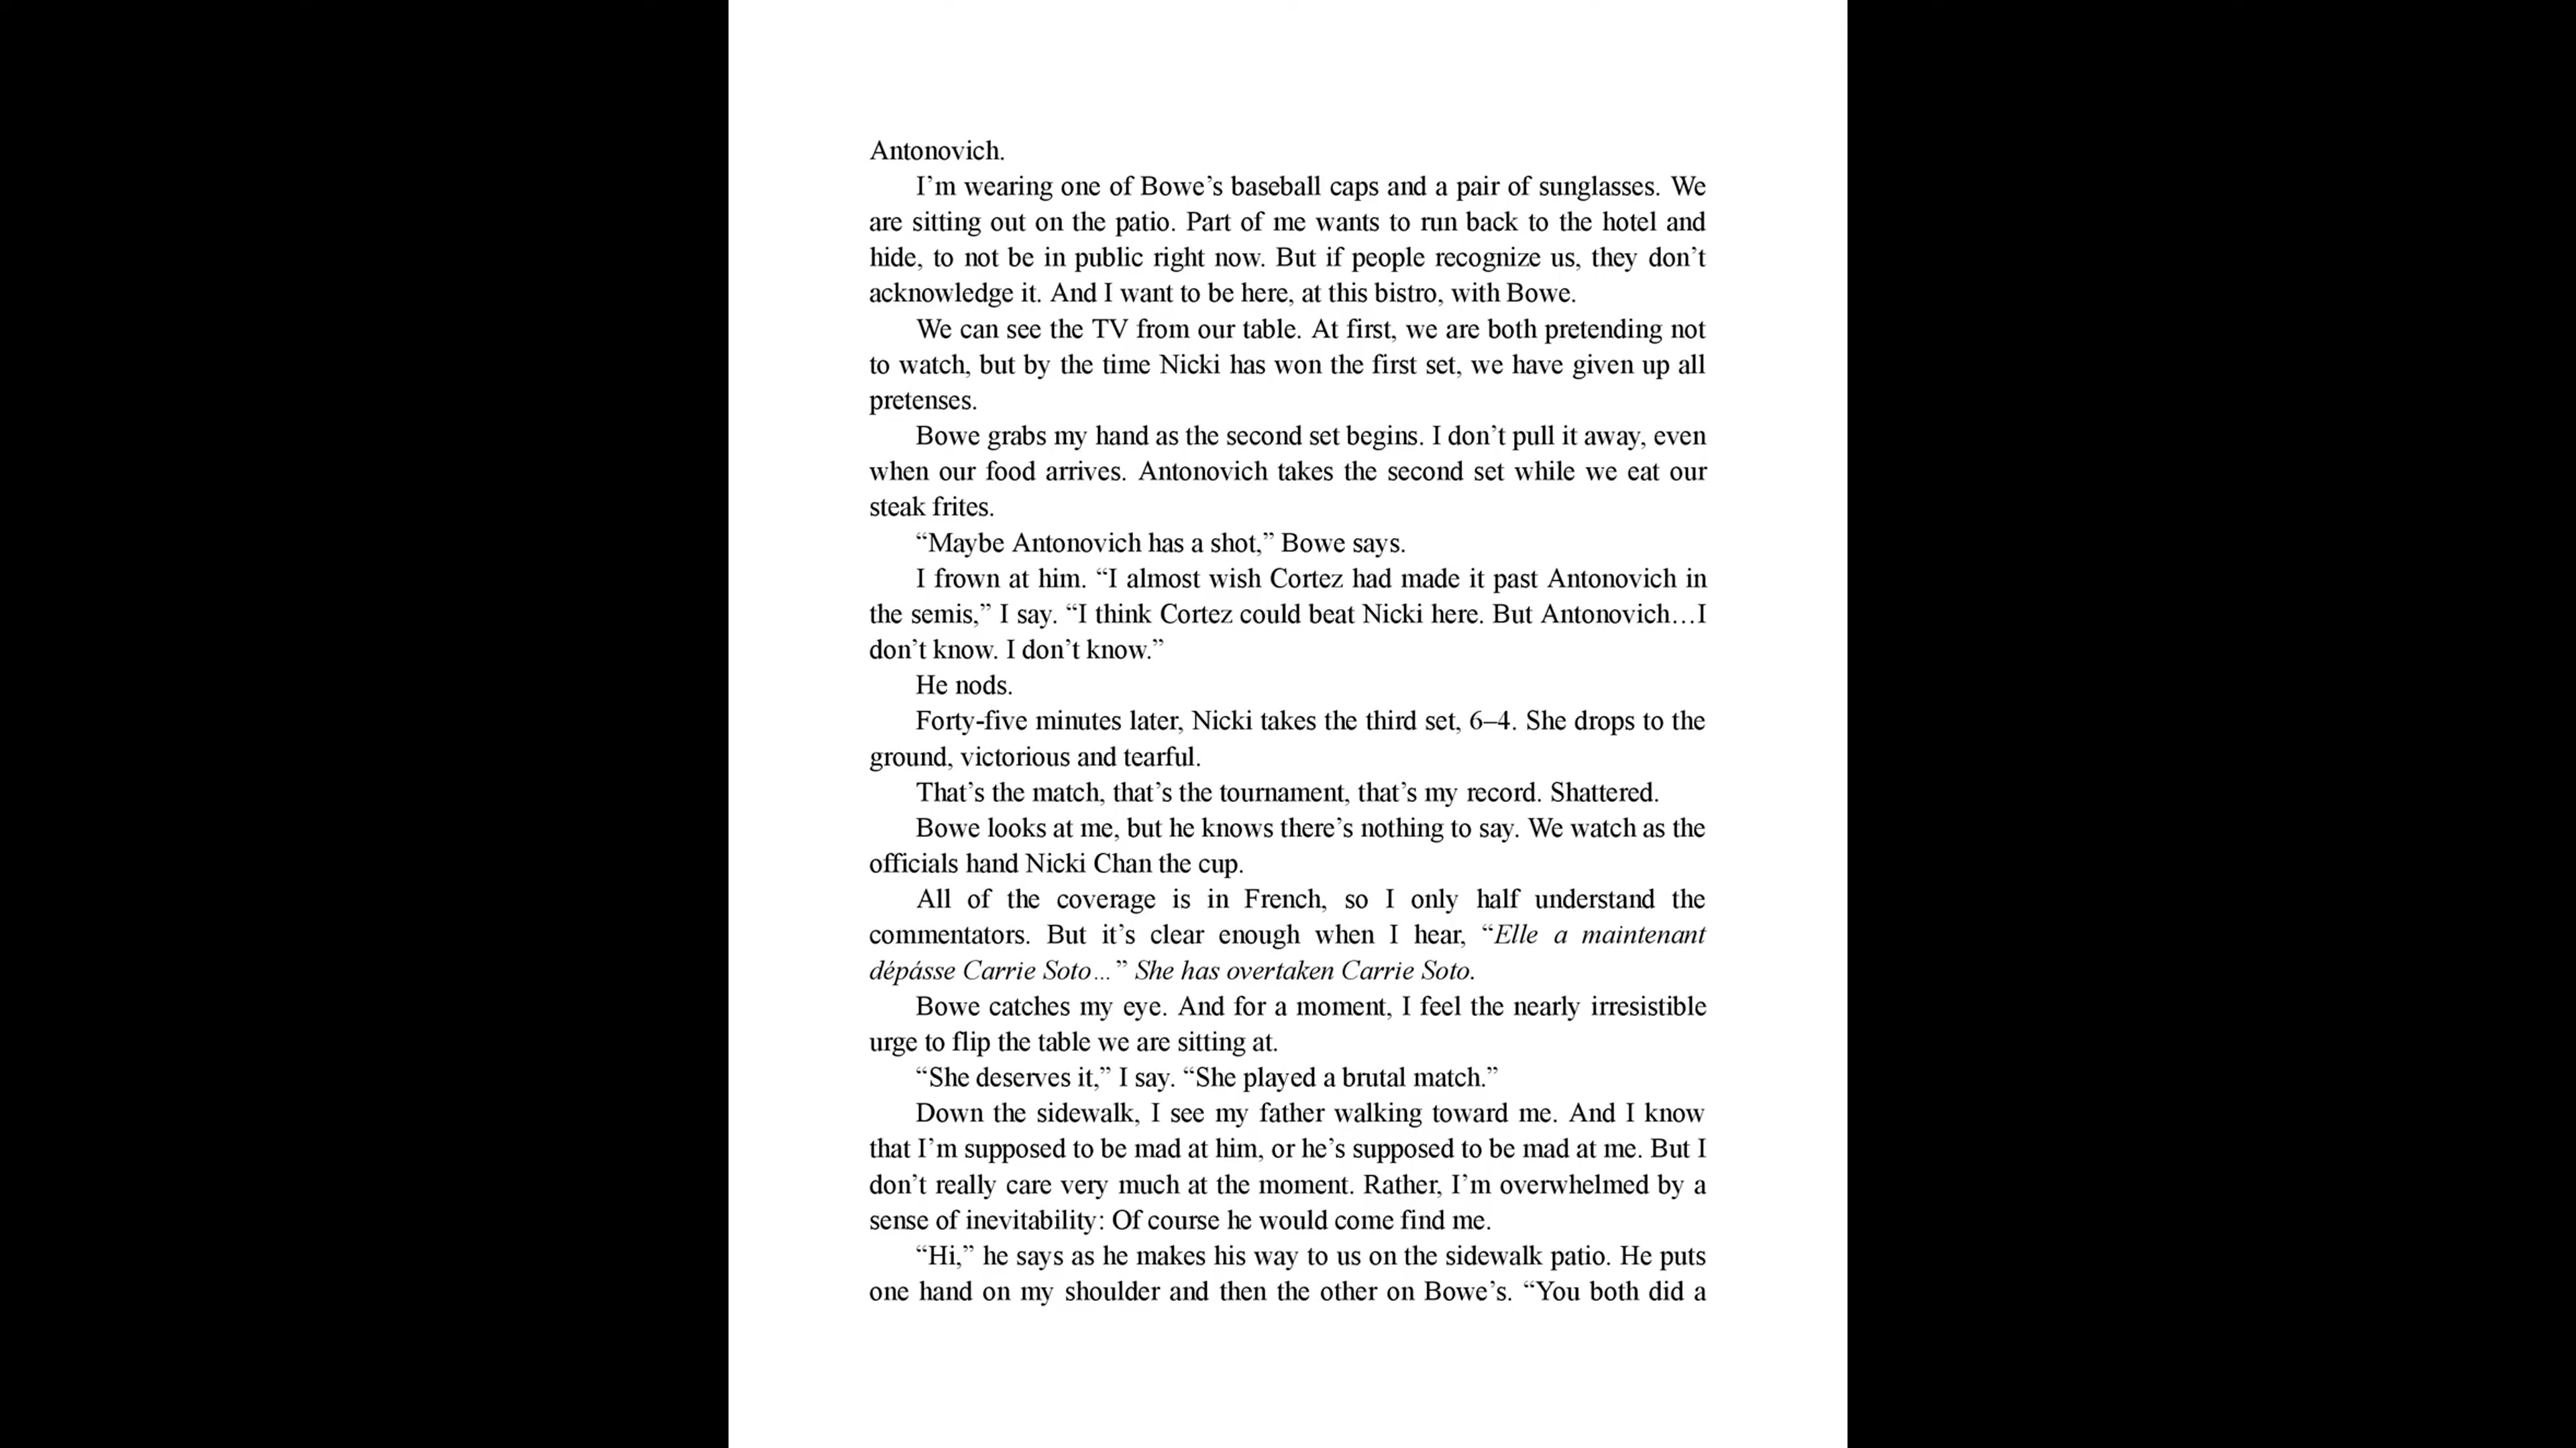 Antonovich.
I’m wearing one of Bowe’s baseball caps and a pair of sunglasses. We
are sitting out on the patio. Part of me wants to run back to the hotel and
hide, to not be in public right now. But if people recognize us, they don’t
acknowledge it. And I want to be here, at this bistro, with Bowe.
We can see the TV from our table. At first, we are both pretending not
to watch, but by the time Nicki has won the first set, we have given up all
pretenses.
Bowe grabs my hand as the second set begins. I don’t pull it away, even
when our food arrives. Antonovich takes the second set while we eat our
steak frites.
“Maybe Antonovich has a shot,” Bowe says.
I frown at him. “I almost wish Cortez had made it past Antonovich in
the semis,” I say. “I think Cortez could beat Nicki here. But Antonovich…I
don’t know. I don’t know.”
He nods.
Forty-five minutes later, Nicki takes the third set, 6–4. She drops to the
ground, victorious and tearful.
That’s the match, that’s the tournament, that’s my record. Shattered.
Bowe looks at me, but he knows there’s nothing to say. We watch as the
officials hand Nicki Chan the cup.
All of the coverage is in French, so I only half understand the
commentators. But it’s clear enough when I hear, “Elle a maintenant
dépásse Carrie Soto…” She has overtaken Carrie Soto.
Bowe catches my eye. And for a moment, I feel the nearly irresistible
urge to flip the table we are sitting at.
“She deserves it,” I say. “She played a brutal match.”
Down the sidewalk, I see my father walking toward me. And I know
that I’m supposed to be mad at him, or he’s supposed to be mad at me. But I
don’t really care very much at the moment. Rather, I’m overwhelmed by a
sense of inevitability: Of course he would come find me.
“Hi,” he says as he makes his way to us on the sidewalk patio. He puts
one hand on my shoulder and then the other on Bowe’s. “You both did a